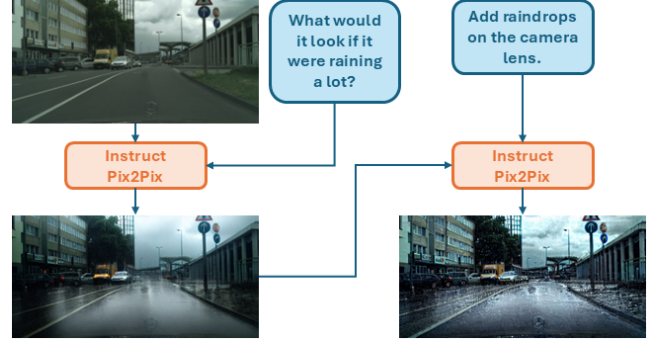 What would
it look if it
were raining
a lot?
Add raindrops
on the camera
lens.
Instruct
Pix2Pix
Instruct
Pix2Pix